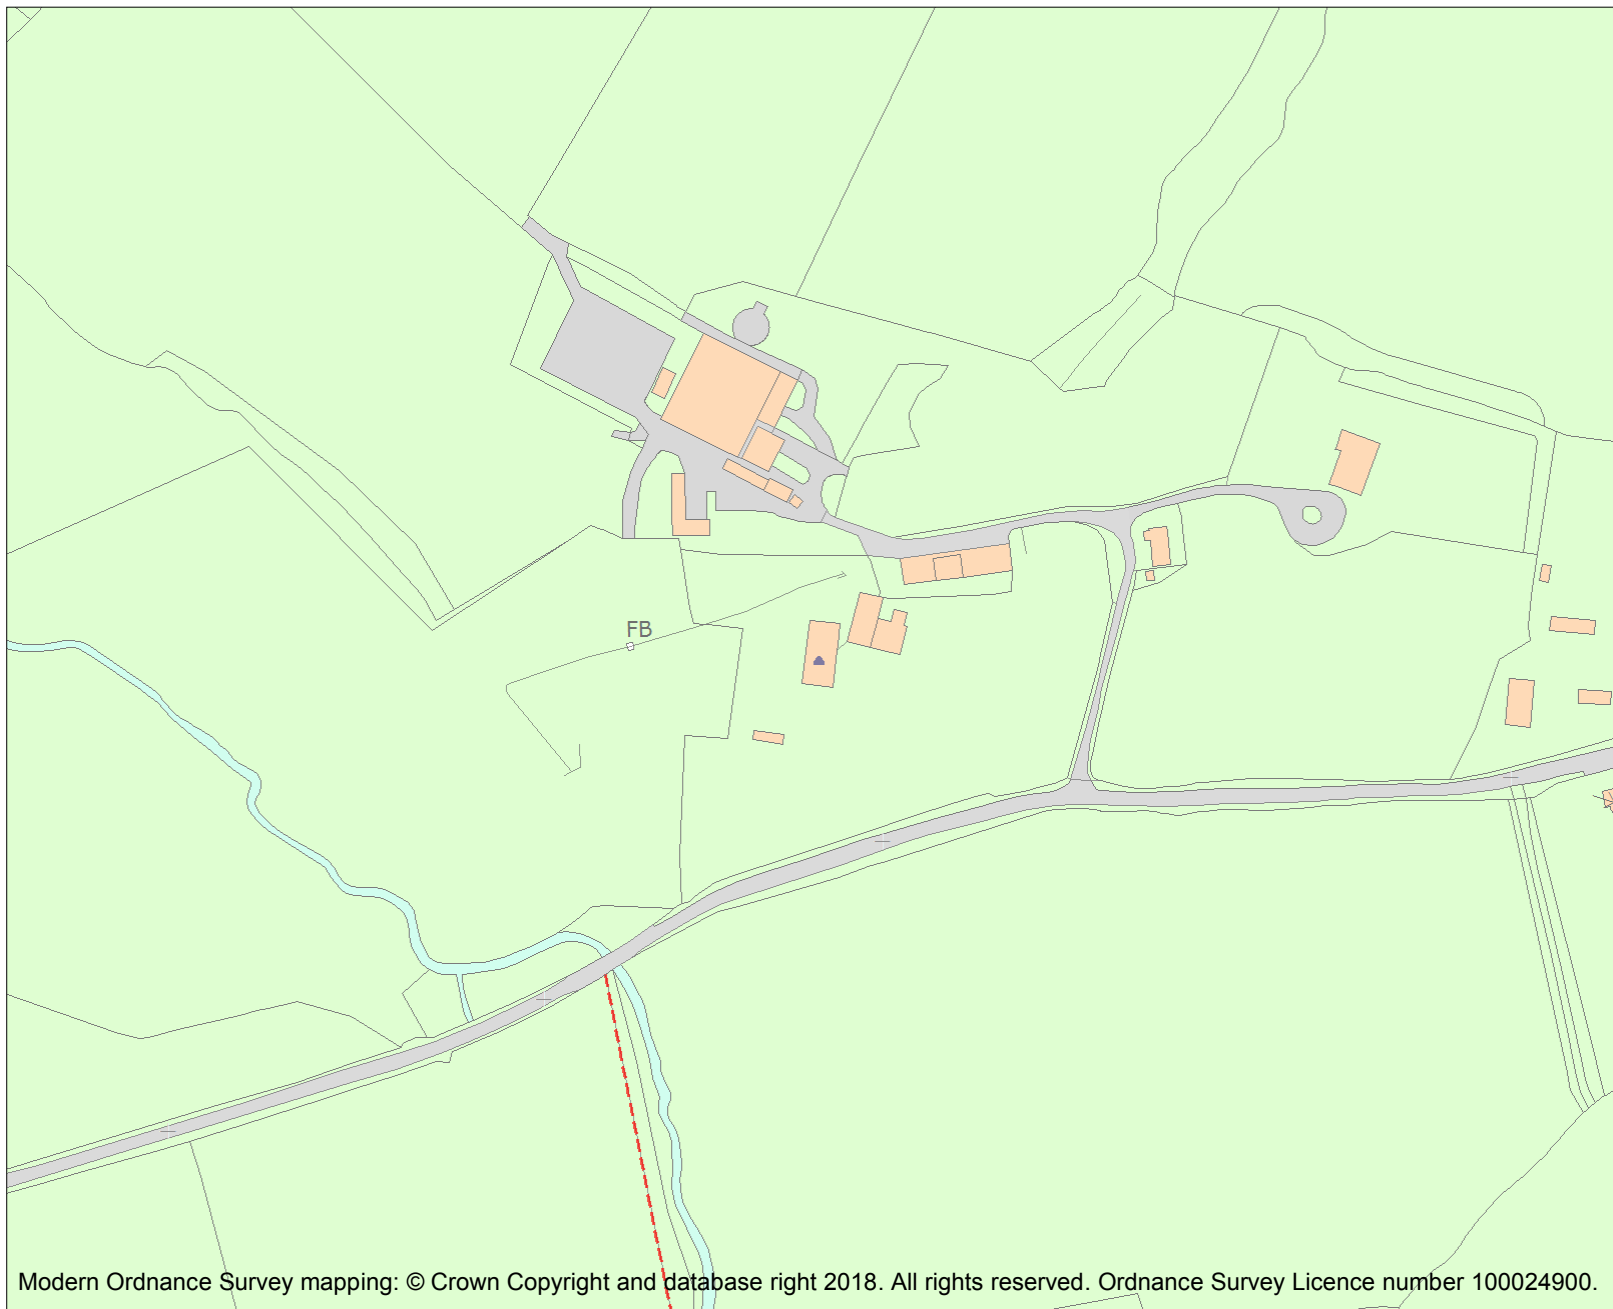 FB
Modern Ordnance Survey mapping: © Crown Copyright and database right 2018. All rights reserved. Ordnance Survey Licence number 100024900.